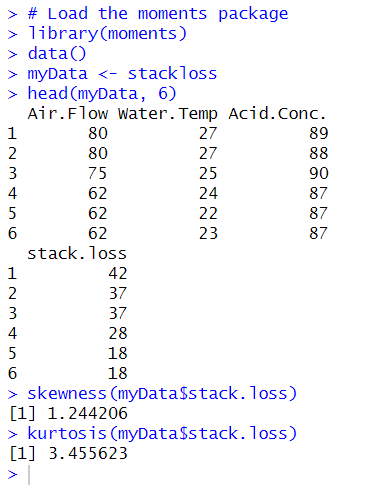 > # Load the moments package
> library(moments)
> data()
> myData <- stackloss
> head(myData, 6)
  Air.Flow Water.Temp Acid.Conc.
1       80         27         89
2       80         27         88
3       75         25         90
4       62         24         87
5       62         22         87
6       62         23         87
  stack.loss
1         42
2         37
3         37
4         28
5         18
6         18
> skewness(myData$stack.loss)
[1] 1.244206
> kurtosis(myData$stack.loss)
[1] 3.455623
>